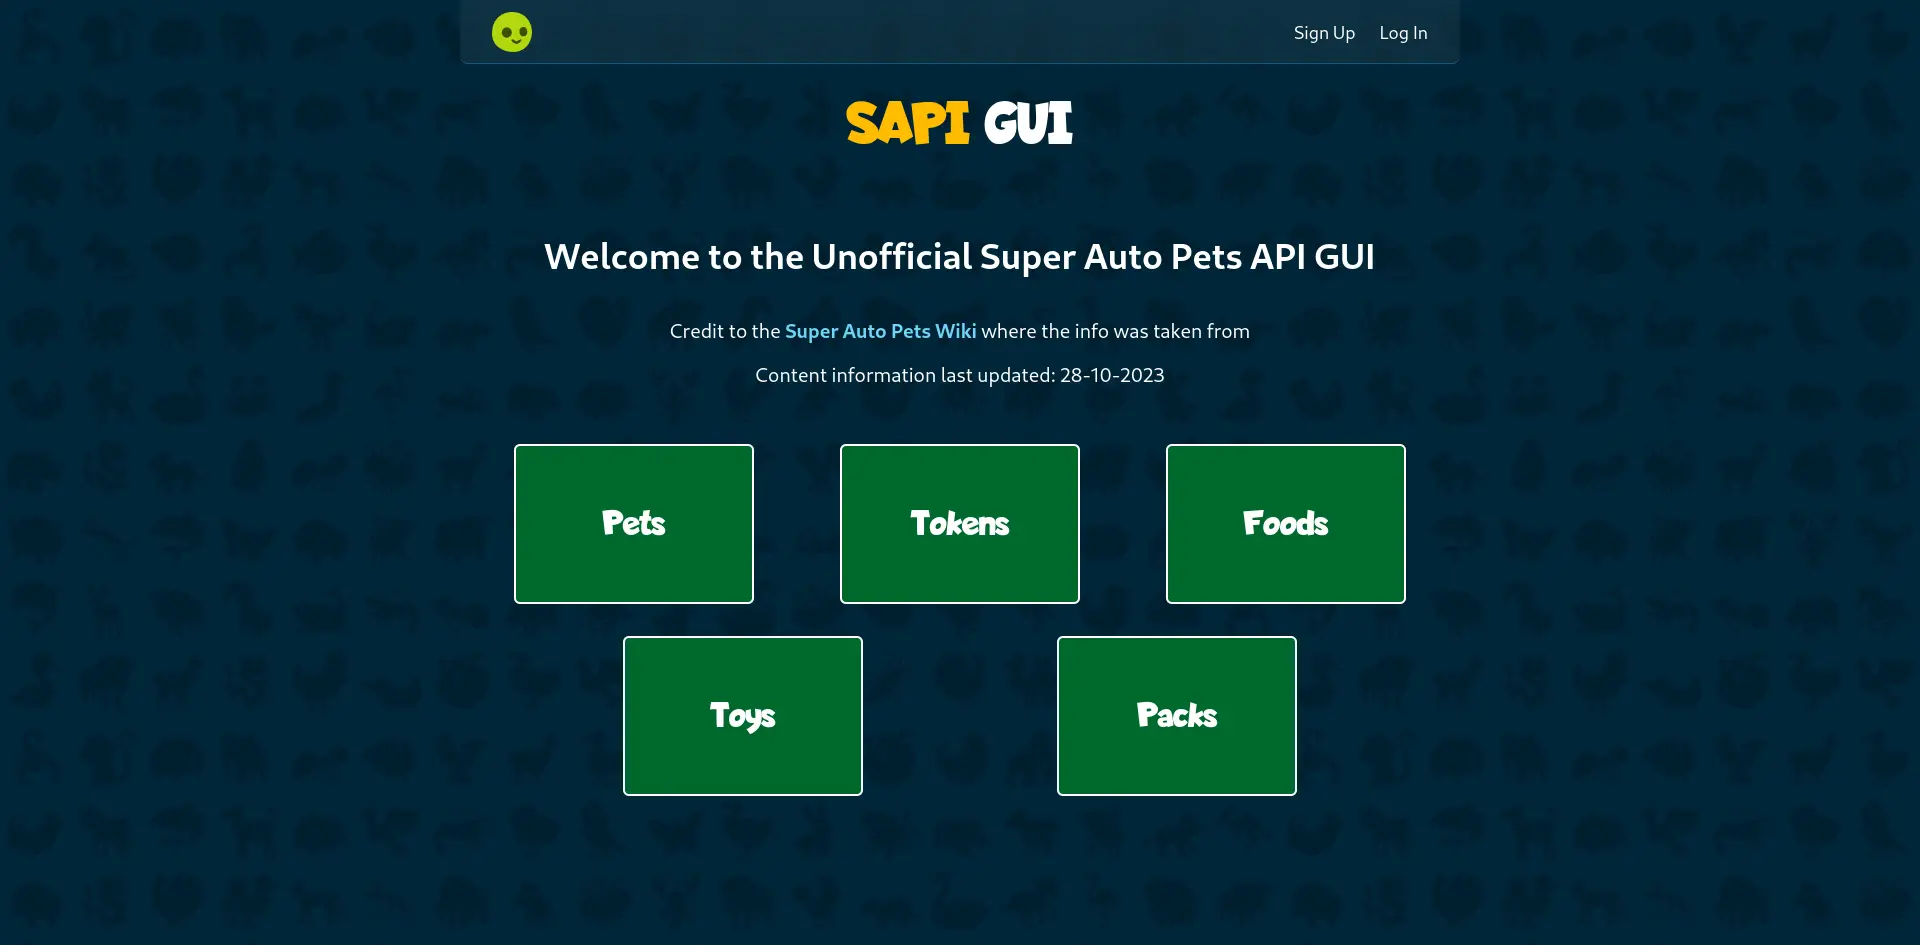 Sign Up Log In
SAPI GUI
Welcome to the Unofficial Super Auto Pets API GUI
Credit to the Super Auto Pets Wiki where the info was taken from
Content information last updated: 28-10-2023
Pets
Tokens
Foods
Toys
Packs